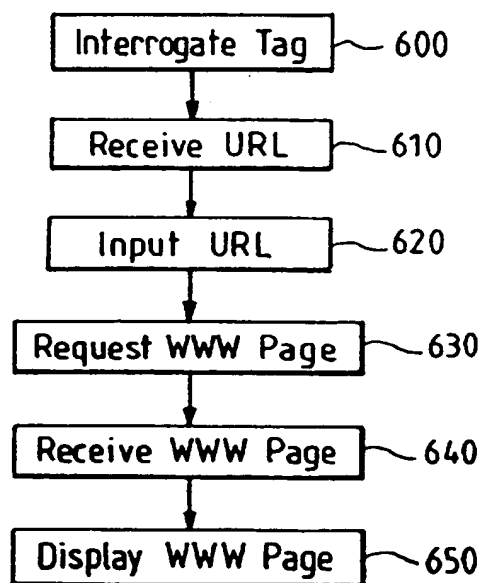 Interrogate Tag 600
Receive URL 610
Input URL 620
Request WWW Page 630
Receive WWW Page 640
Display WWW Page 650